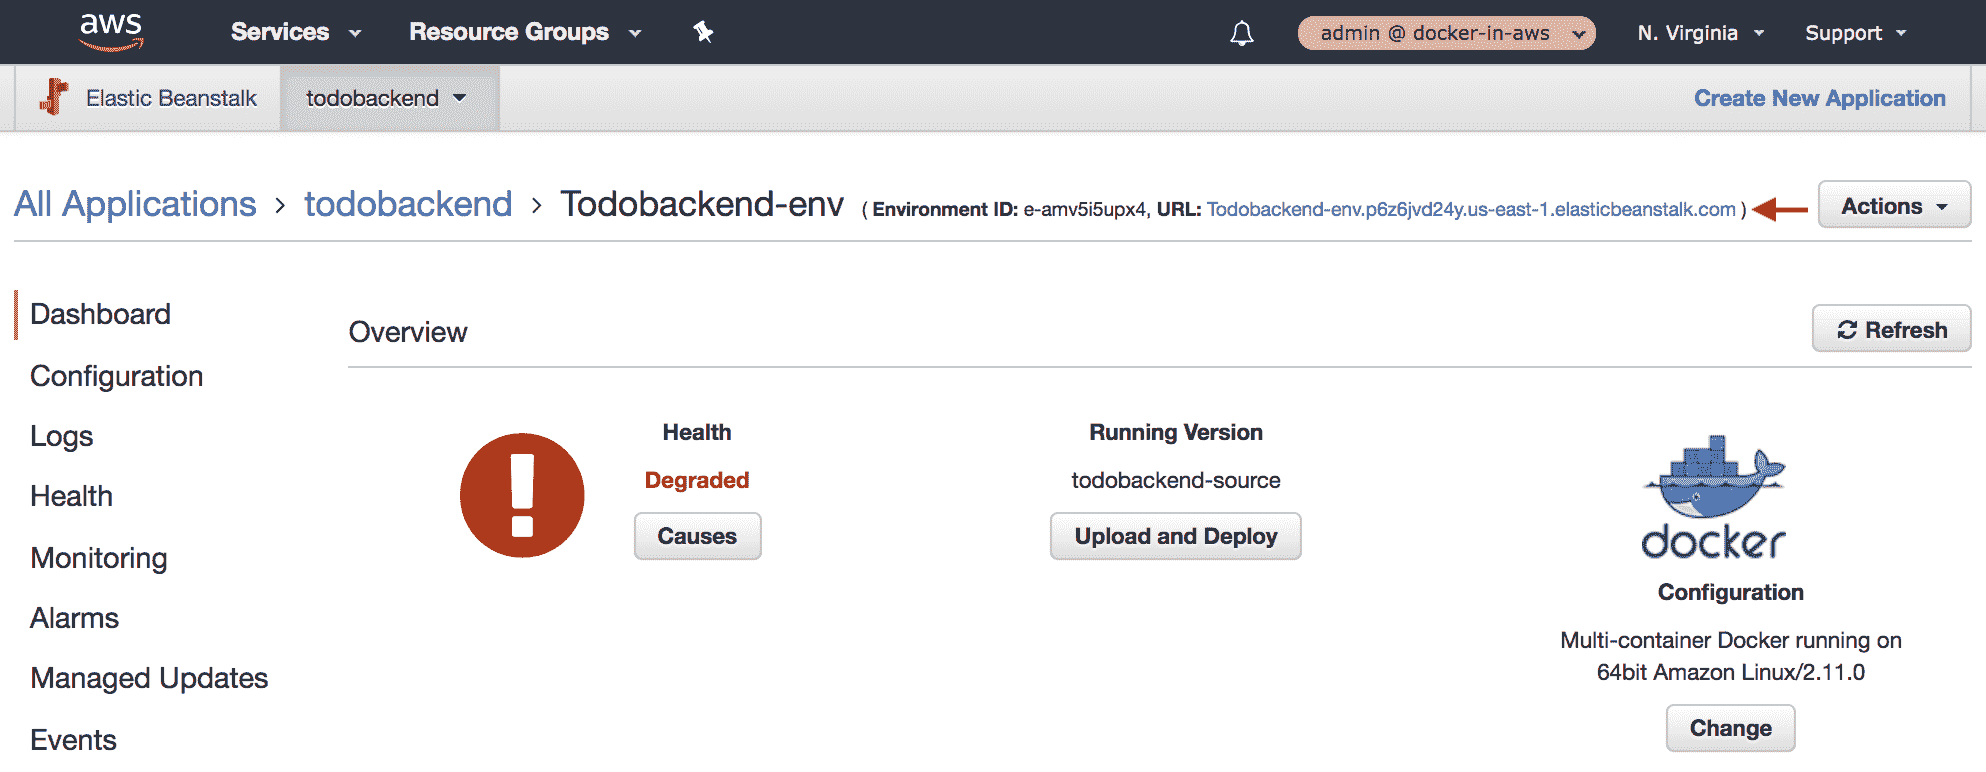 aws Services Resource Groups admin @ docker-in-aws N. Virginia Support
Elastic Beanstalk todobackend Create New Application
All Applications > todobackend > Todobackend-env ( Environment ID: e-amv5i5upx4, URL: Todobackend-env.p6z6jvd24y.us-east-1.elasticbeanstalk.com ) Actions
Dashboard
Configuration
Logs
Health
Monitoring
Alarms
Managed Updates
Events
Overview
Refresh
Health
Degraded
Causes
Running Version
todobackend-source
Upload and Deploy
docker
Configuration
Multi-container Docker running on
64bit Amazon Linux/2.11.0
Change